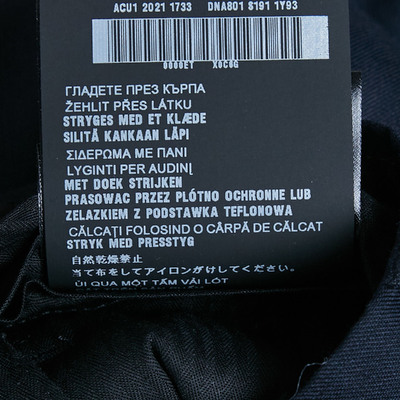 ACU1 2021 1733 DNA801 S191 1Y93
0000ET X0C0G
ГЛАДЕТЕ ПРЕЗ КЪРПА
ŽEHLIT PŘES LÁTKU
STRYGES MED ET KLÆDE
SILITÄ KANKAAN LÄPI
ΣΙΔΕΡΩΜΑ ΜΕ ΠΑΝΙ
LYGINTI PER AUDINĮ
MET DOEK STRIJKEN
PRASOWAĆ PRZEZ PŁÓTNO OCHRONNE LUB
ŻELAZKIEM Z PODSTAWKA TEFLONOWA
CĂLCAȚI FOLOSIND O CÂRPĂ DE CĂLCAT
STRYK MED PRESSTYG
自然乾燥禁止
当て布をしてアイロンがけしてください。
ỦI QUA MỘT TẤM VẢI LÓT